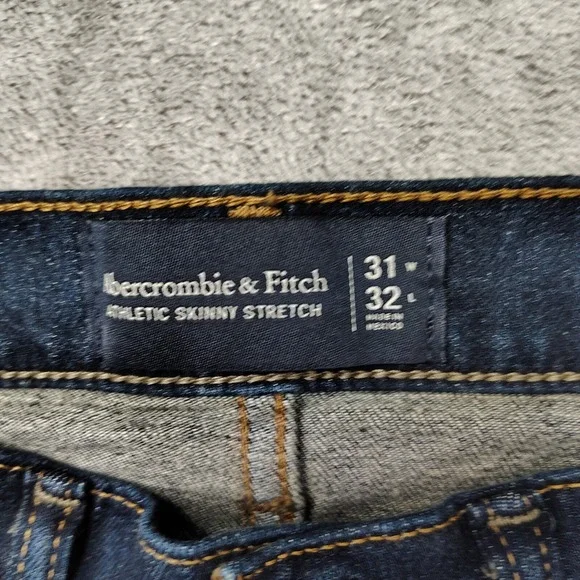 Abercrombie & Fitch
ATHLETIC SKINNY STRETCH
31 W
32 L
MADE IN
MEXICO